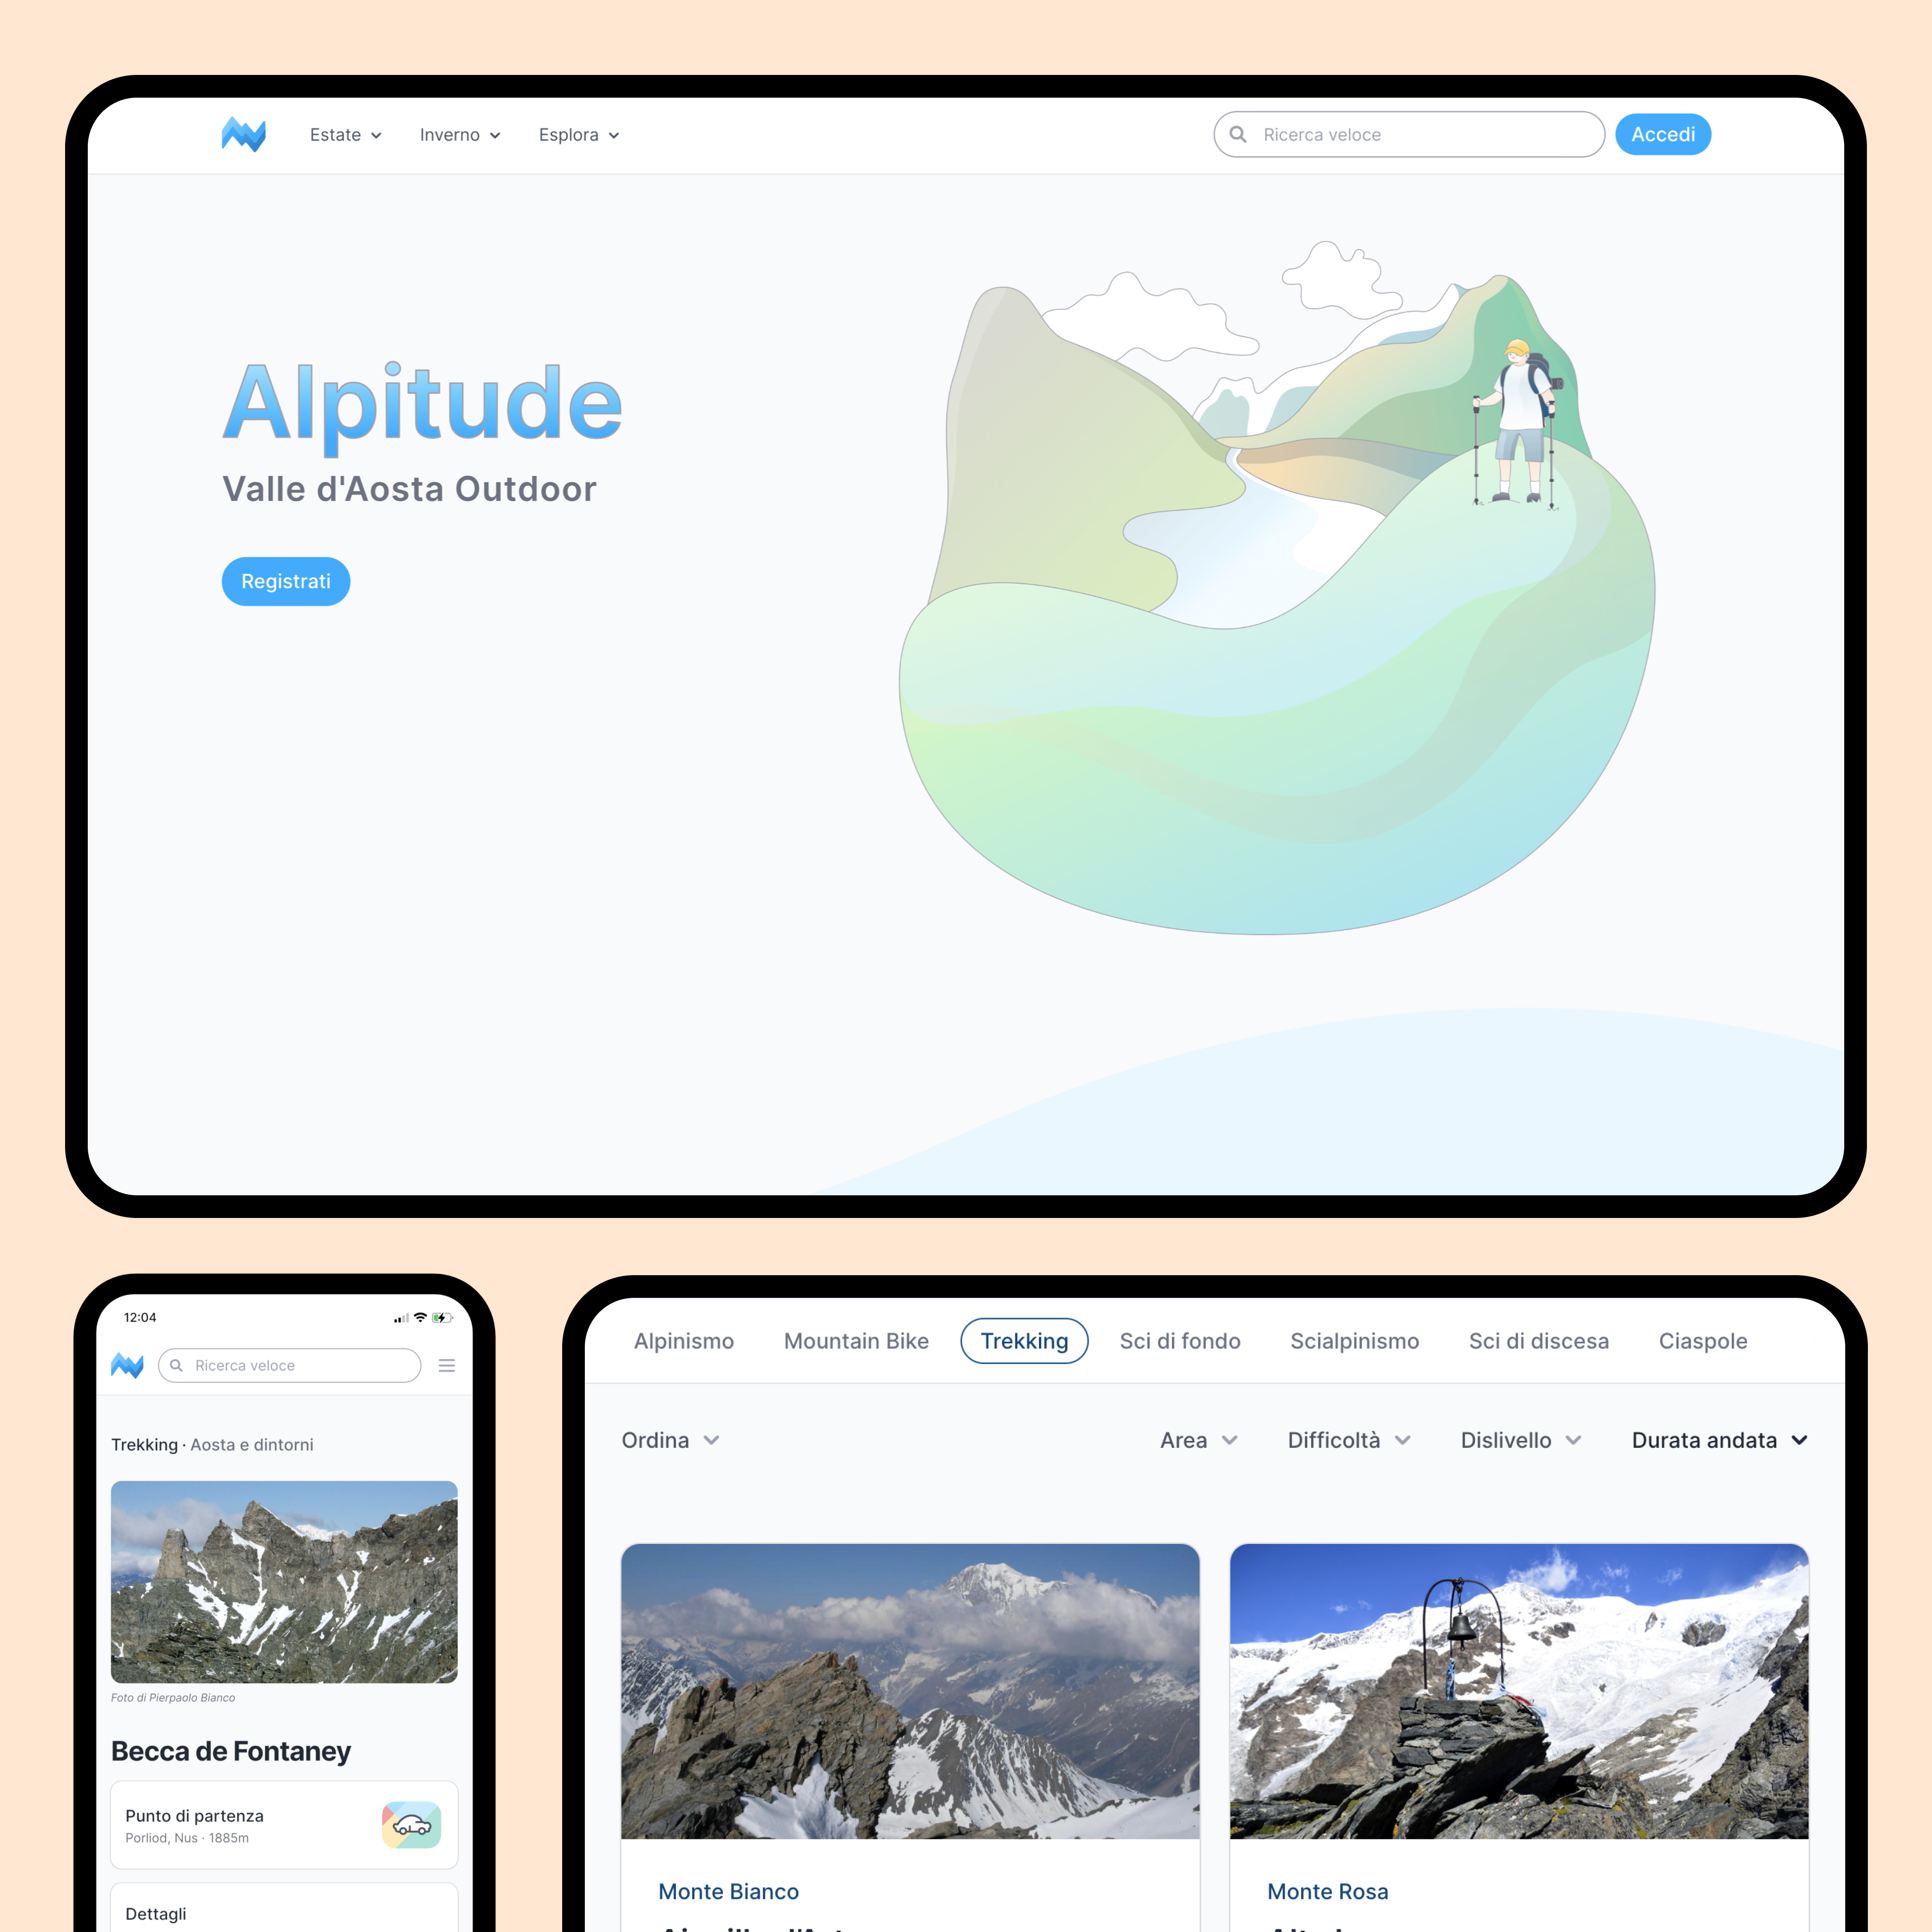 Estate Inverno Esplora Ricerca veloce Accedi
Alpitude
Valle d'Aosta Outdoor
Registrati
12:04
Ricerca veloce
Trekking · Aosta e dintorni
Foto di Pierpaolo Bianco
Becca de Fontaney
Punto di partenza
Porliod, Nus · 1885m
Dettagli
Alpinismo Mountain Bike Trekking Sci di fondo Scialpinismo Sci di discesa Ciaspole
Ordina Area Difficoltà Dislivello Durata andata
Monte Bianco
Monte Rosa